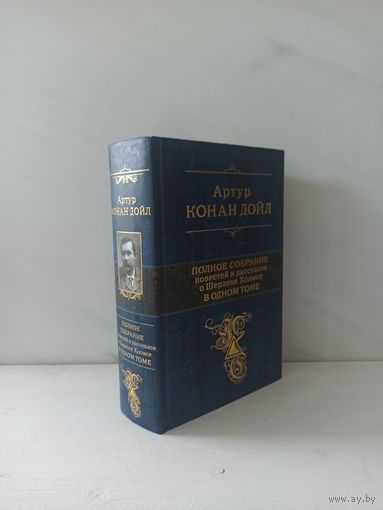 Артур
КОНАН ДОЙЛ
ПОЛНОЕ СОБРАНИЕ
повестей и рассказов
о Шерлоке Холмсе
В ОДНОМ ТОМЕ
Артур
КОНАН ДОЙЛ
ПОЛНОЕ
СОБРАНИЕ
повестей и рассказов
о Шерлоке Холмсе
В ОДНОМ ТОМЕ
www.ay.by